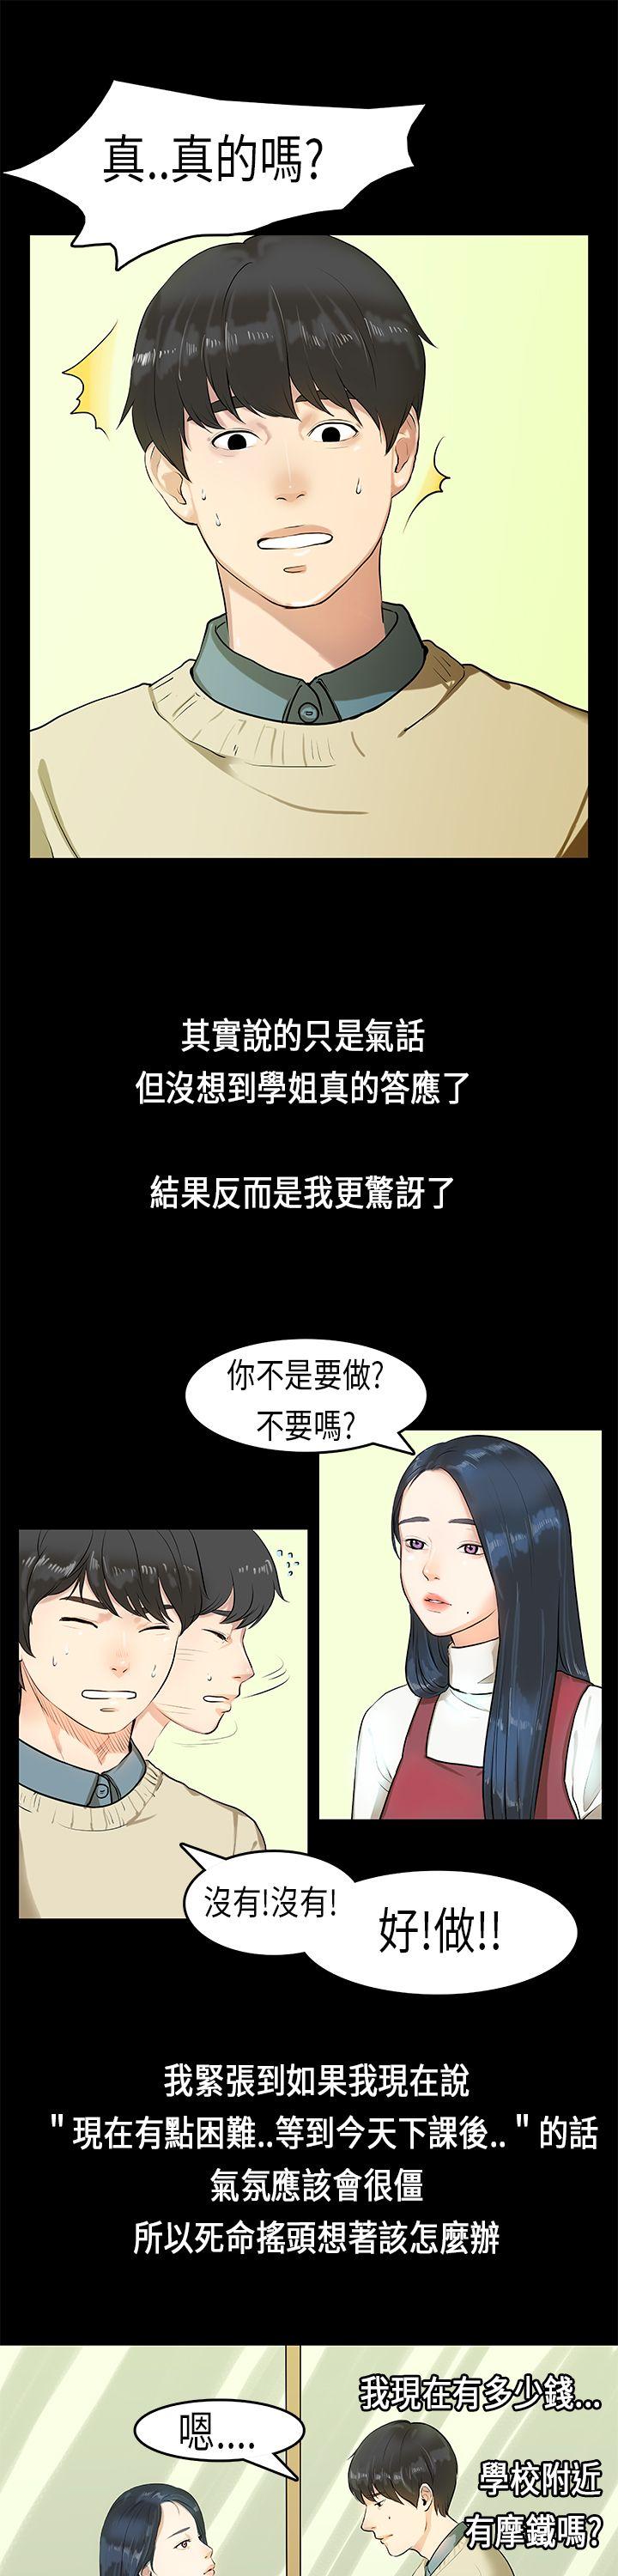 真..真的嗎?
其實說的只是氣話
但沒想到學姐真的答應了
結果反而是我更驚訝了
你不是要做?
不要嗎?
沒有!沒有!
好!做!!
我緊張到如果我現在說
"現在有點困難..等到今天下課後.."的話
氣氛應該會很僵
所以死命搖頭想著該怎麼辦
我現在有多少錢...
嗯....
學校附近
有摩鐵嗎?